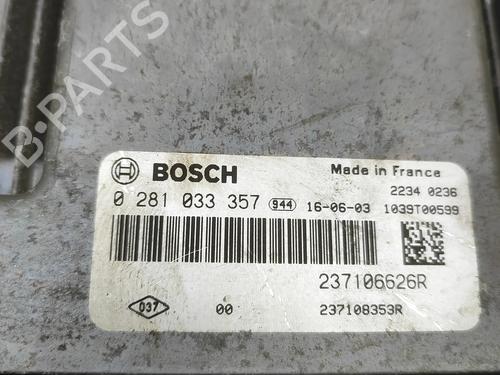 B-PARTS
BOSCH
Made in France
2234 0236
0 281 033 357 944 16-06-03 1039T00599
237106626R
037 00 237108353R